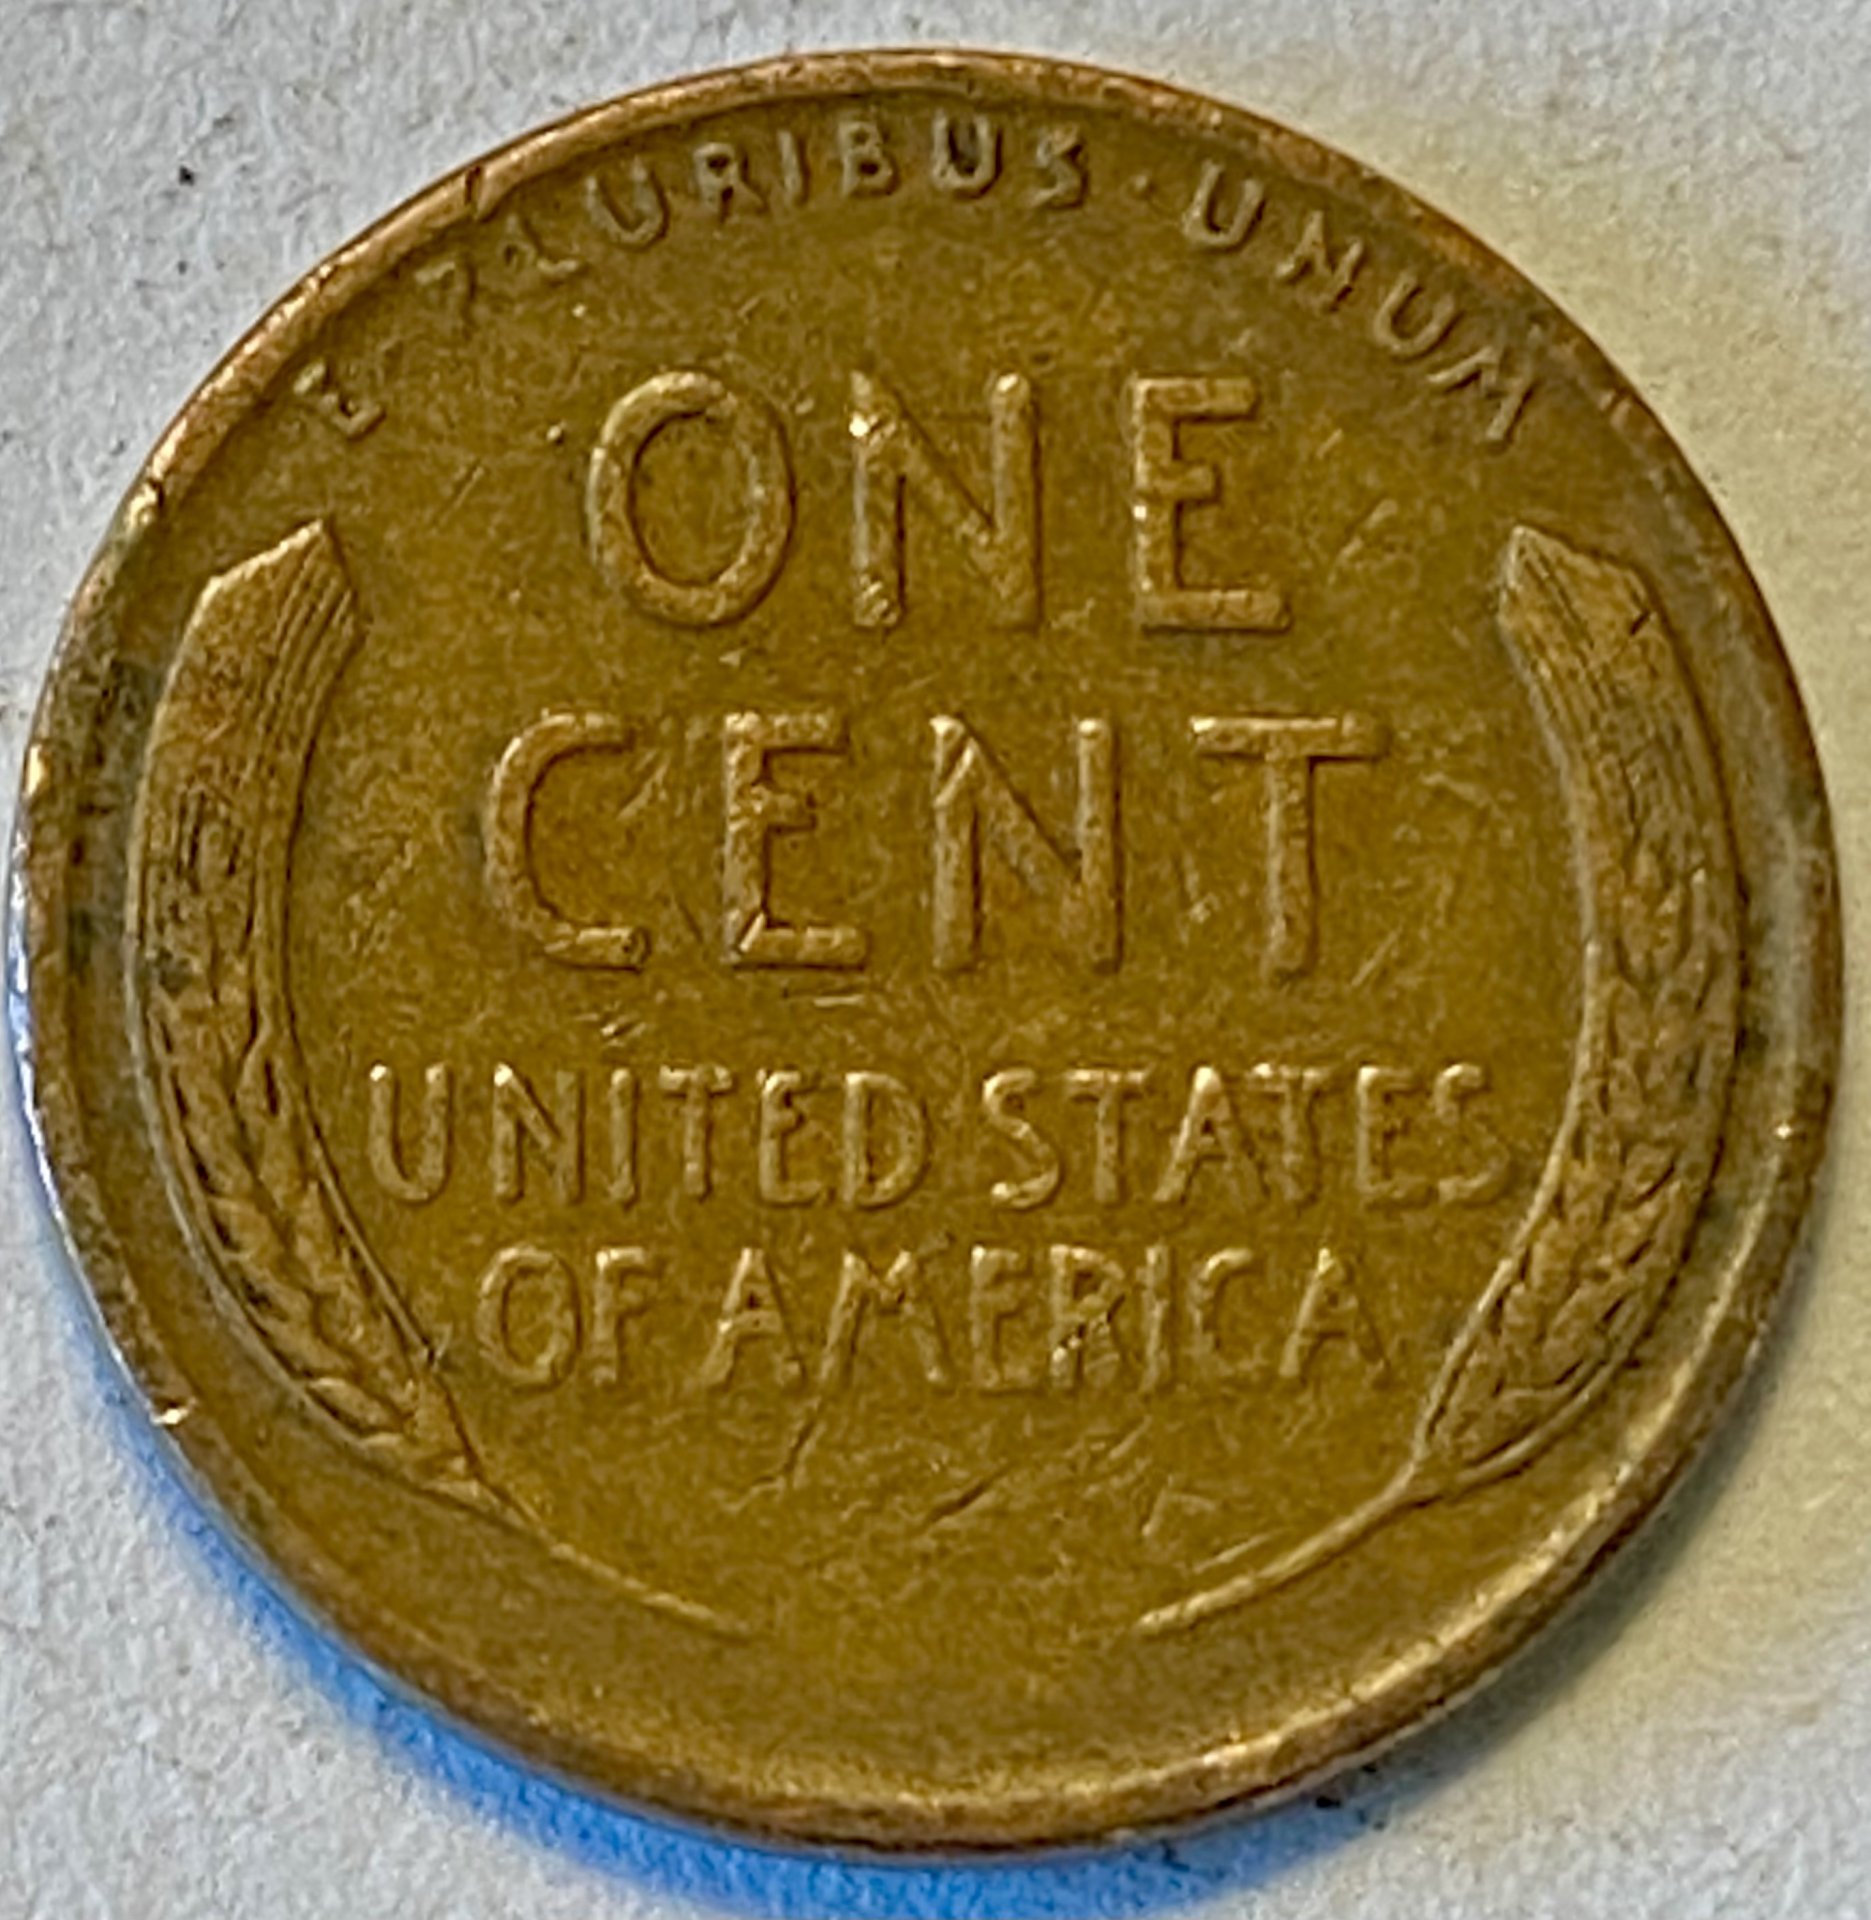 E PLURIBUS · UNUM
ONE
CENT
UNITED STATES
OF AMERICA